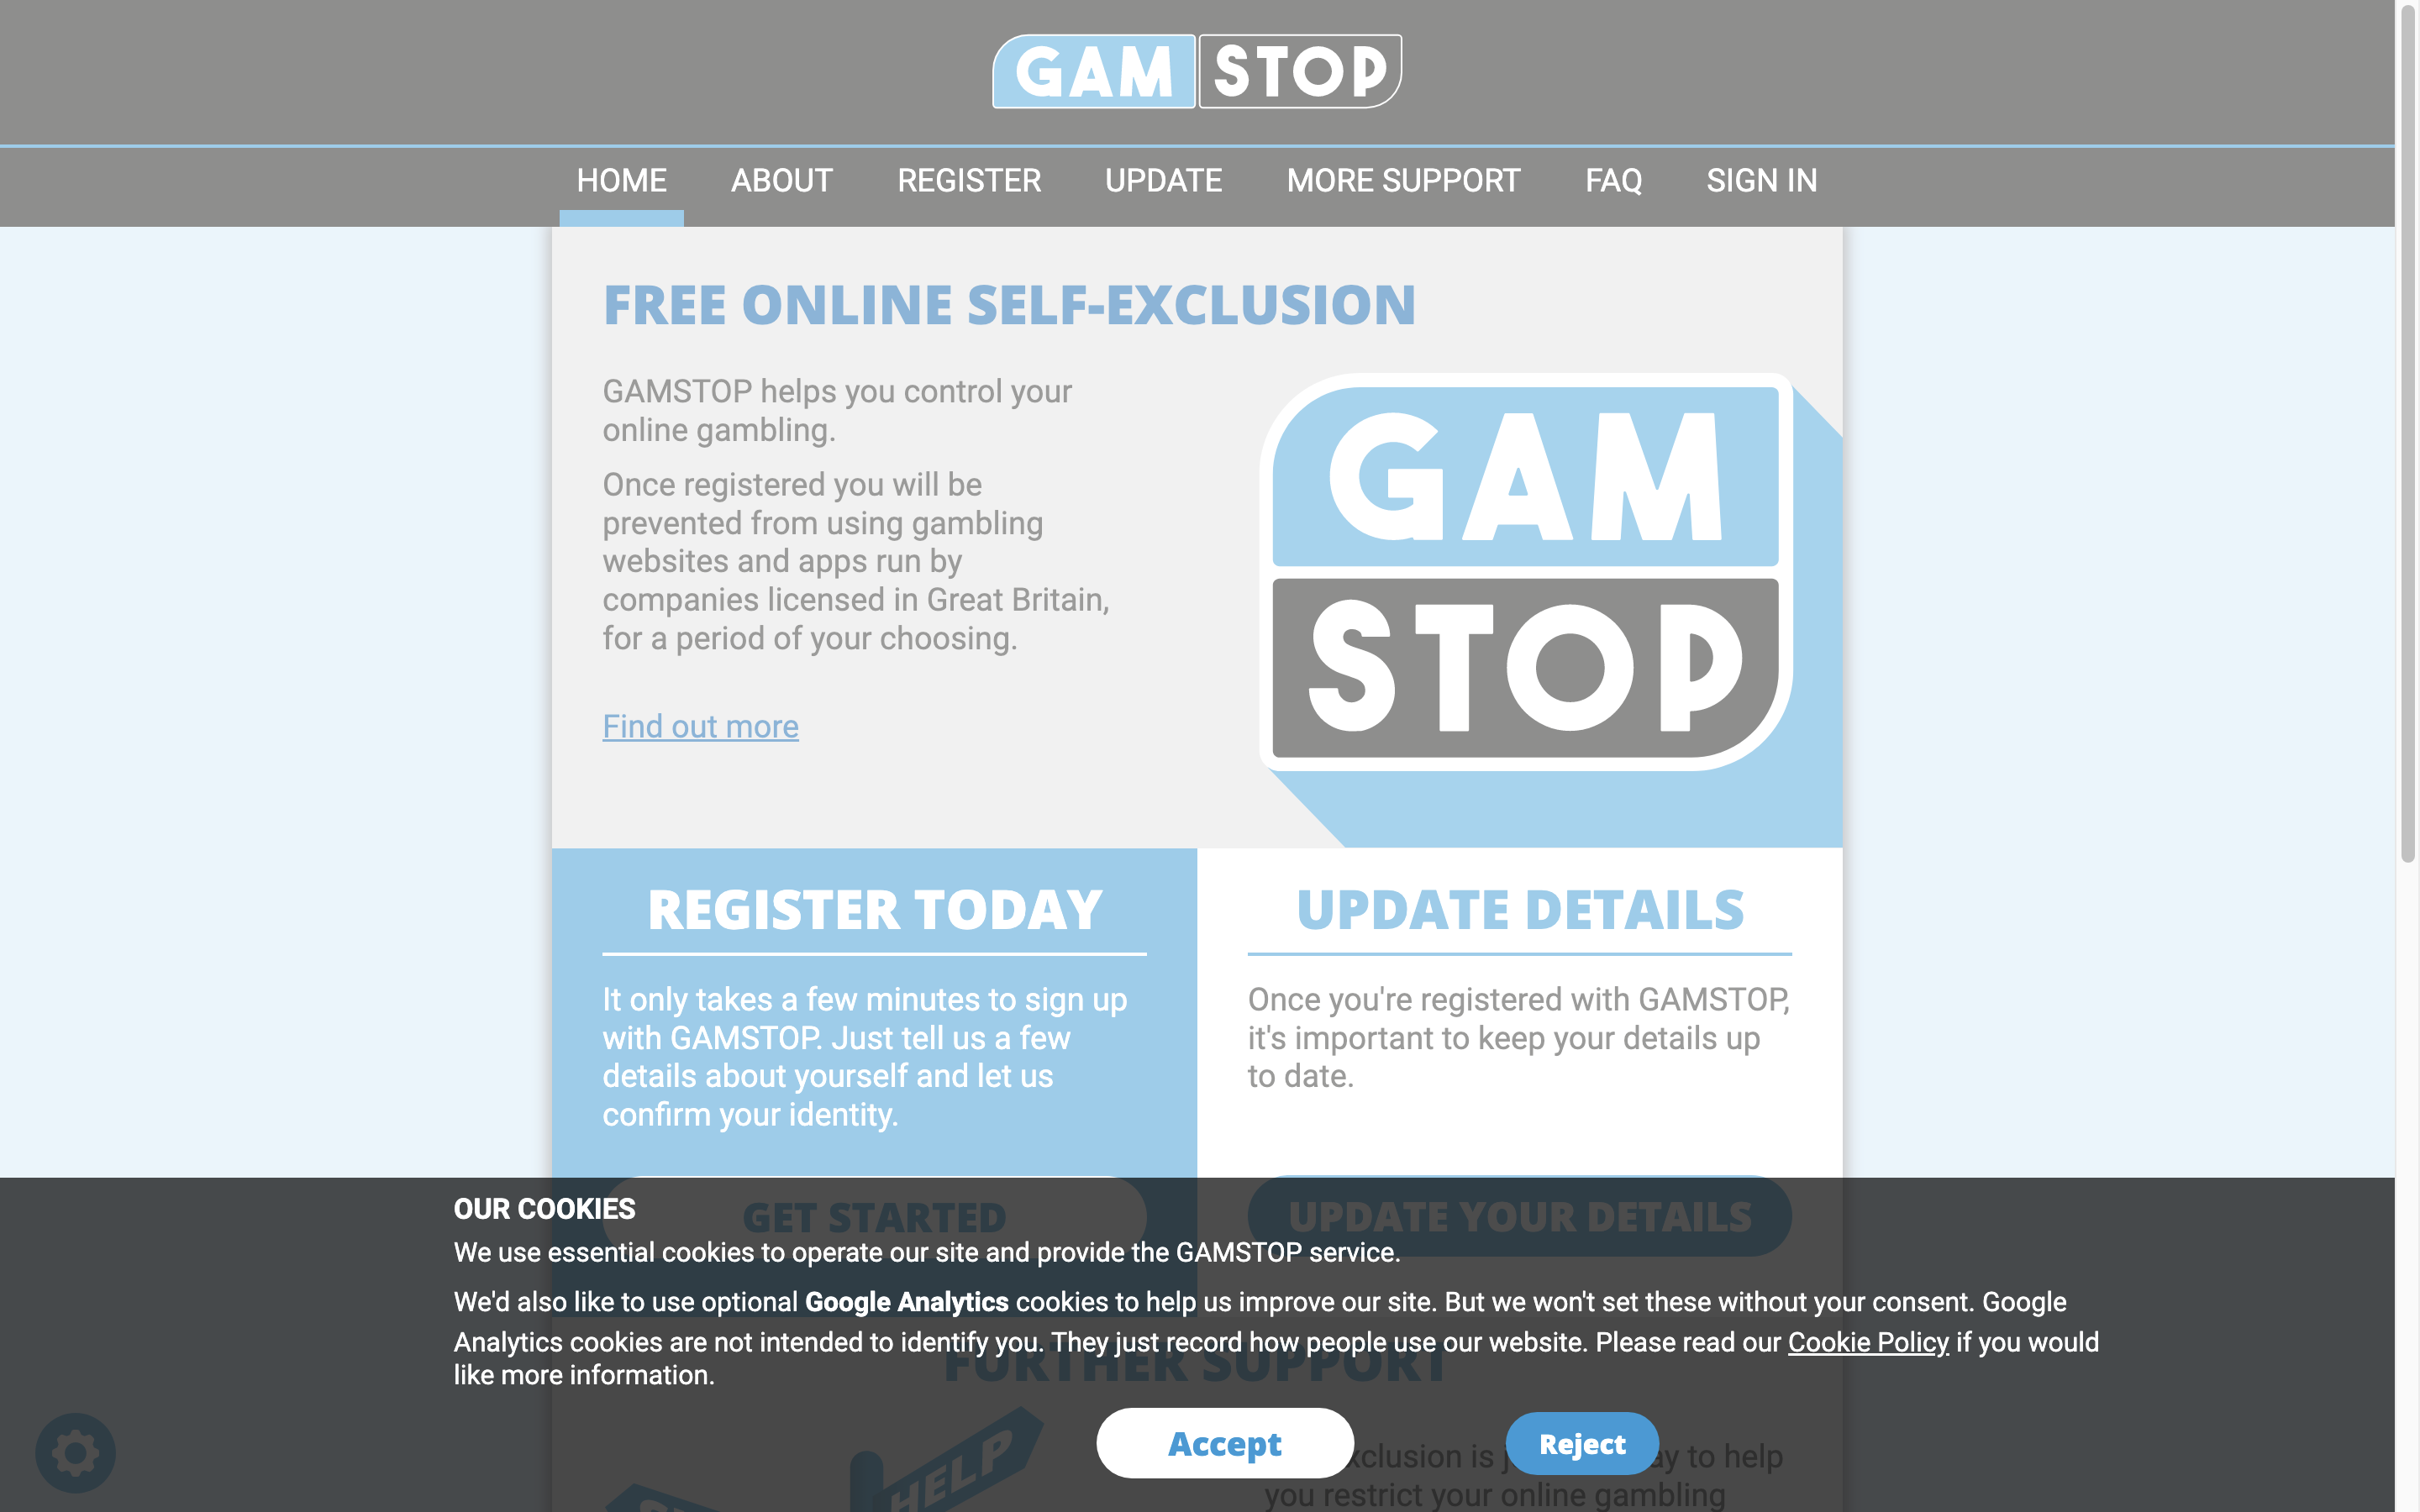 GAM STOP
HOME ABOUT REGISTER UPDATE MORE SUPPORT FAQ SIGN IN
FREE ONLINE SELF-EXCLUSION
GAMSTOP helps you control your
online gambling.
Once registered you will be
prevented from using gambling
websites and apps run by
companies licensed in Great Britain,
for a period of your choosing.
Find out more
GAM
STOP
REGISTER TODAY
It only takes a few minutes to sign up
with GAMSTOP. Just tell us a few
details about yourself and let us
confirm your identity.
GET STARTED
UPDATE DETAILS
Once you're registered with GAMSTOP,
it's important to keep your details up
to date.
UPDATE YOUR DETAILS
OUR COOKIES
We use essential cookies to operate our site and provide the GAMSTOP service.
We'd also like to use optional Google Analytics cookies to help us improve our site. But we won't set these without your consent. Google
Analytics cookies are not intended to identify you. They just record how people use our website. Please read our Cookie Policy if you would
like more information.
Accept
Reject
FURTHER SUPPORT
HELP
is
to help
you restrict your online gambling